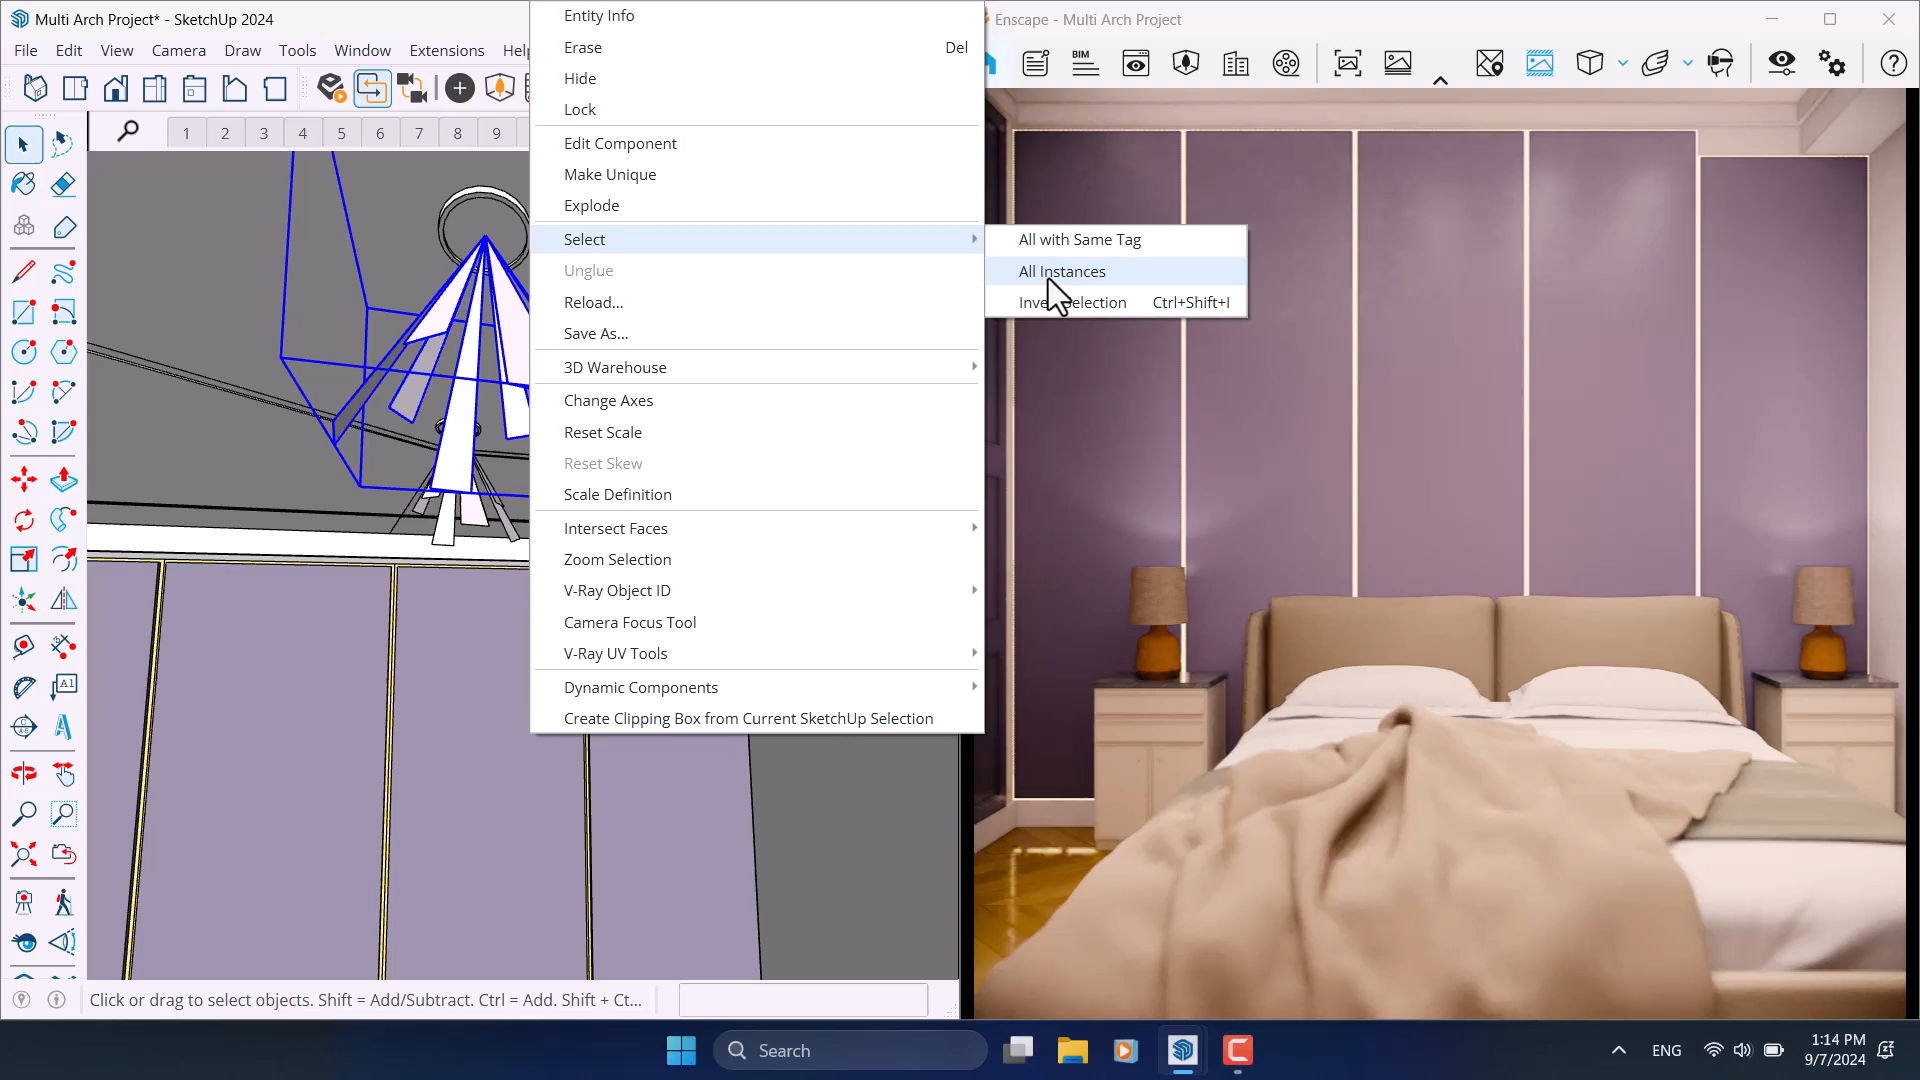 Multi Arch Project* - SketchUp 2024
File Edit View Camera Draw Tools Window Extensions
1 2 3 4 5 6 7 8 9
Entity Info
Erase Del
Hide
Lock
Edit Component
Make Unique
Explode
Select
Unglue
Reload...
Save As...
3D Warehouse
Change Axes
Reset Scale
Reset Skew
Scale Definition
Intersect Faces
Zoom Selection
V-Ray Object ID
Camera Focus Tool
V-Ray UV Tools
Dynamic Components
Create Clipping Box from Current SketchUp Selection
All with Same Tag
All Instances
Selection Ctrl+Shift+I
Enscape - Multi Arch Project
BIM
A1
Click or drag to select objects. Shift = Add/Subtract. Ctrl = Add. Shift + Ct...
Search
ENG
1:14 PM
9/7/2024